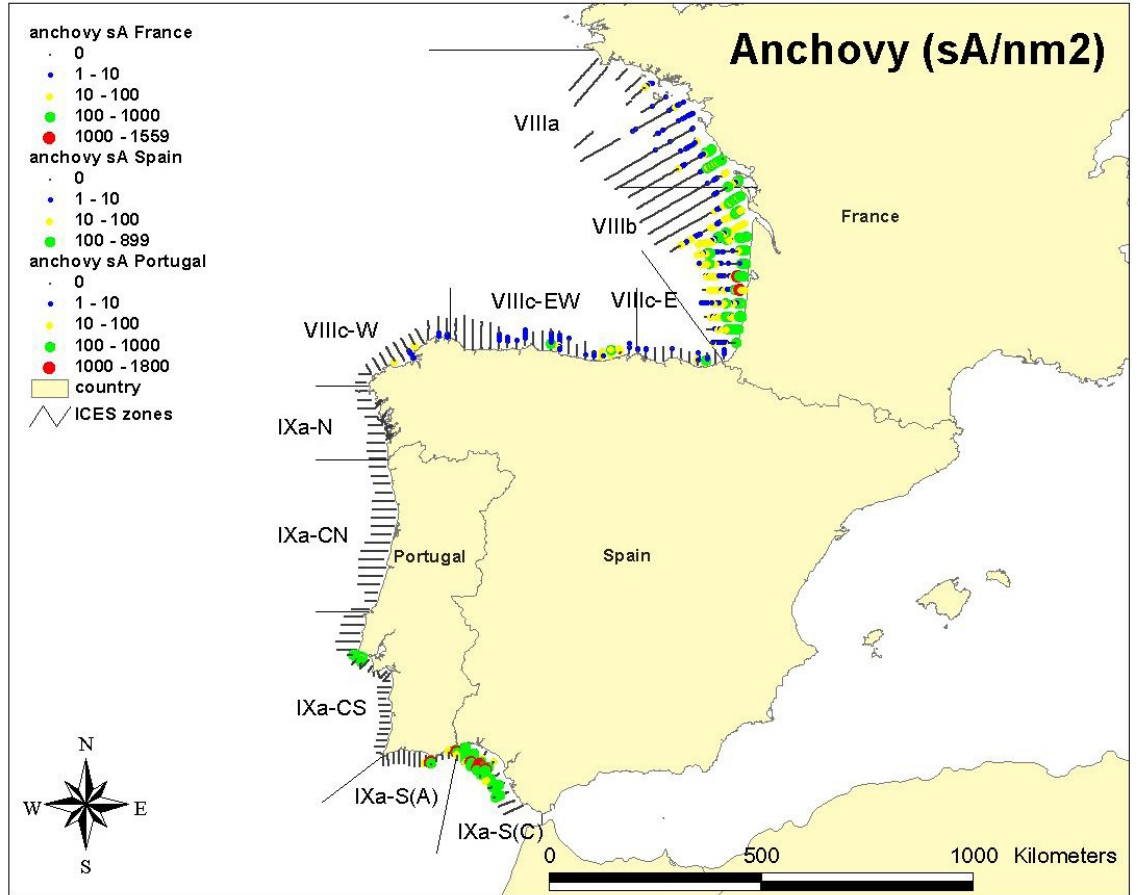 Anchovy (sA/nm2)
anchovy sA France
0
1 - 10
10 - 100
100 - 1000
1000 - 1559
anchovy sA Spain
0
1 - 10
10 - 100
100 - 899
anchovy sA Portugal
0
1 - 10
10 - 100
100 - 1000
1000 - 1800
country
ICES zones
VIIIa
VIIIb
France
VIIIc-EW
VIIIc-E
VIIIc-W
IXa-N
IXa-CN
Portugal
Spain
IXa-CS
IXa-S(A)
IXa-S(C)
N
W
E
S
0 500 1000 Kilometers